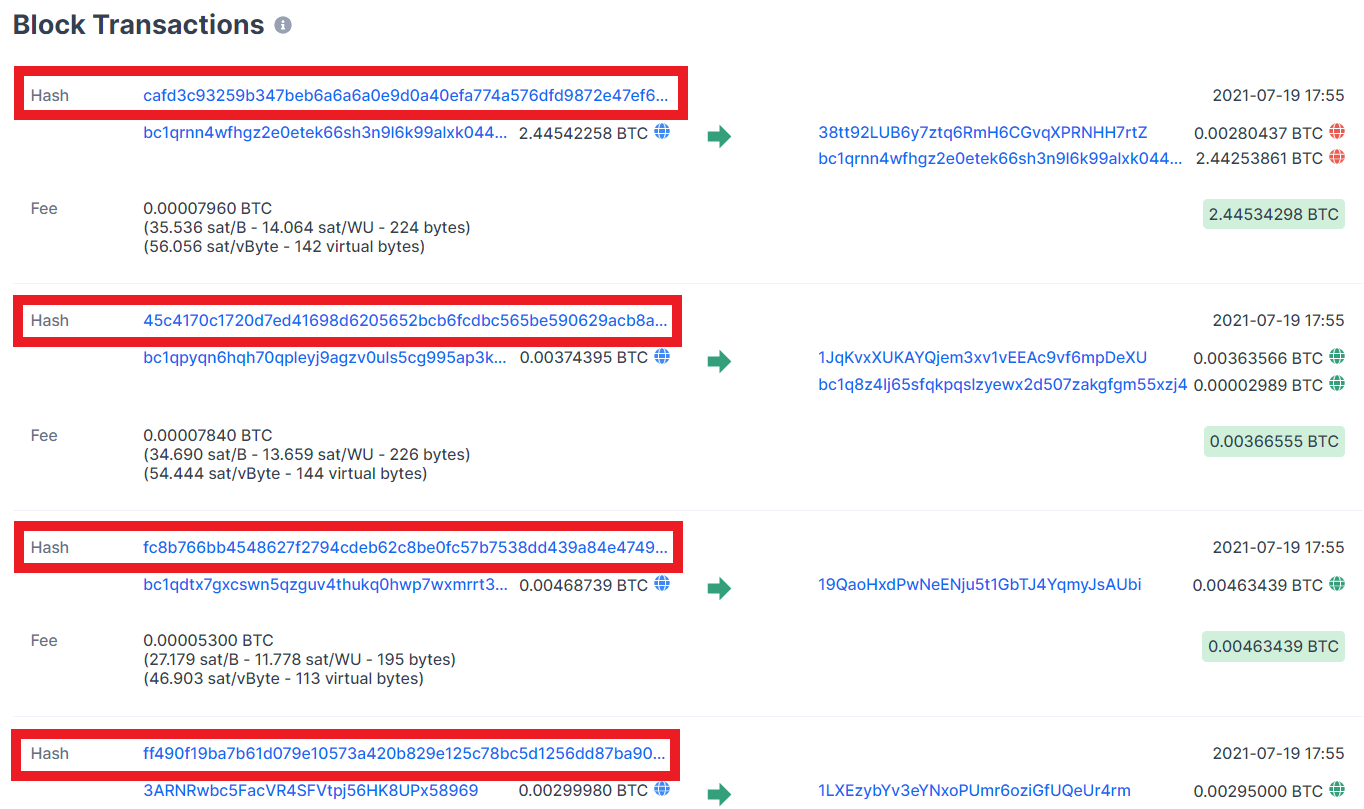 Block Transactions
Hash cafd3c93259b347beb6a6a6a0e9d0a40efa774a576dfd9872e47ef6... 2021-07-19 17:55
bc1qrnn4wfhgz2e0etek66sh3n9l6k99alxk044... 2.44542258 BTC 38tt92LUB6y7ztq6RmH6CGvqXPRNHH7rtZ 0.00280437 BTC
bc1qrnn4wfhgz2e0etek66sh3n9l6k99alxk044... 2.44253861 BTC
Fee 0.00007960 BTC 2.44534298 BTC
(35.536 sat/B - 14.064 sat/WU - 224 bytes)
(56.056 sat/vByte - 142 virtual bytes)
Hash 45c4170c1720d7ed41698d6205652bcb6fcdbc565be590629acb8a... 2021-07-19 17:55
bc1qpyqn6hqh70qpleyj9agzv0uls5cg995ap3k... 0.00374395 BTC 1JqKvxXUKAYQjem3xv1vEEAc9vf6mpDeXU 0.00363566 BTC
bc1q8z4lj65sfqkpqslzyewx2d507zakgfgm55xzj4 0.00002989 BTC
Fee 0.00007840 BTC 0.00366555 BTC
(34.690 sat/B - 13.659 sat/WU - 226 bytes)
(54.444 sat/vByte - 144 virtual bytes)
Hash fc8b766bb4548627f2794cdeb62c8be0fc57b7538dd439a84e4749... 2021-07-19 17:55
bc1qdtx7gxcswn5qzguv4thukq0hwp7wxmrrt3... 0.00468739 BTC 19QaoHxdPwNeENju5t1GbTJ4YqmyJsAUbi 0.00463439 BTC
Fee 0.00005300 BTC 0.00463439 BTC
(27.179 sat/B - 11.778 sat/WU - 195 bytes)
(46.903 sat/vByte - 113 virtual bytes)
Hash ff490f19ba7b61d079e10573a420b829e125c78bc5d1256dd87ba90... 2021-07-19 17:55
3ARNRwbc5FacVR4SFVtpj56HK8UPx58969 0.00299980 BTC 1LXEzybYv3eYNxoPUmr6oziGfUQeUr4rm 0.00295000 BTC